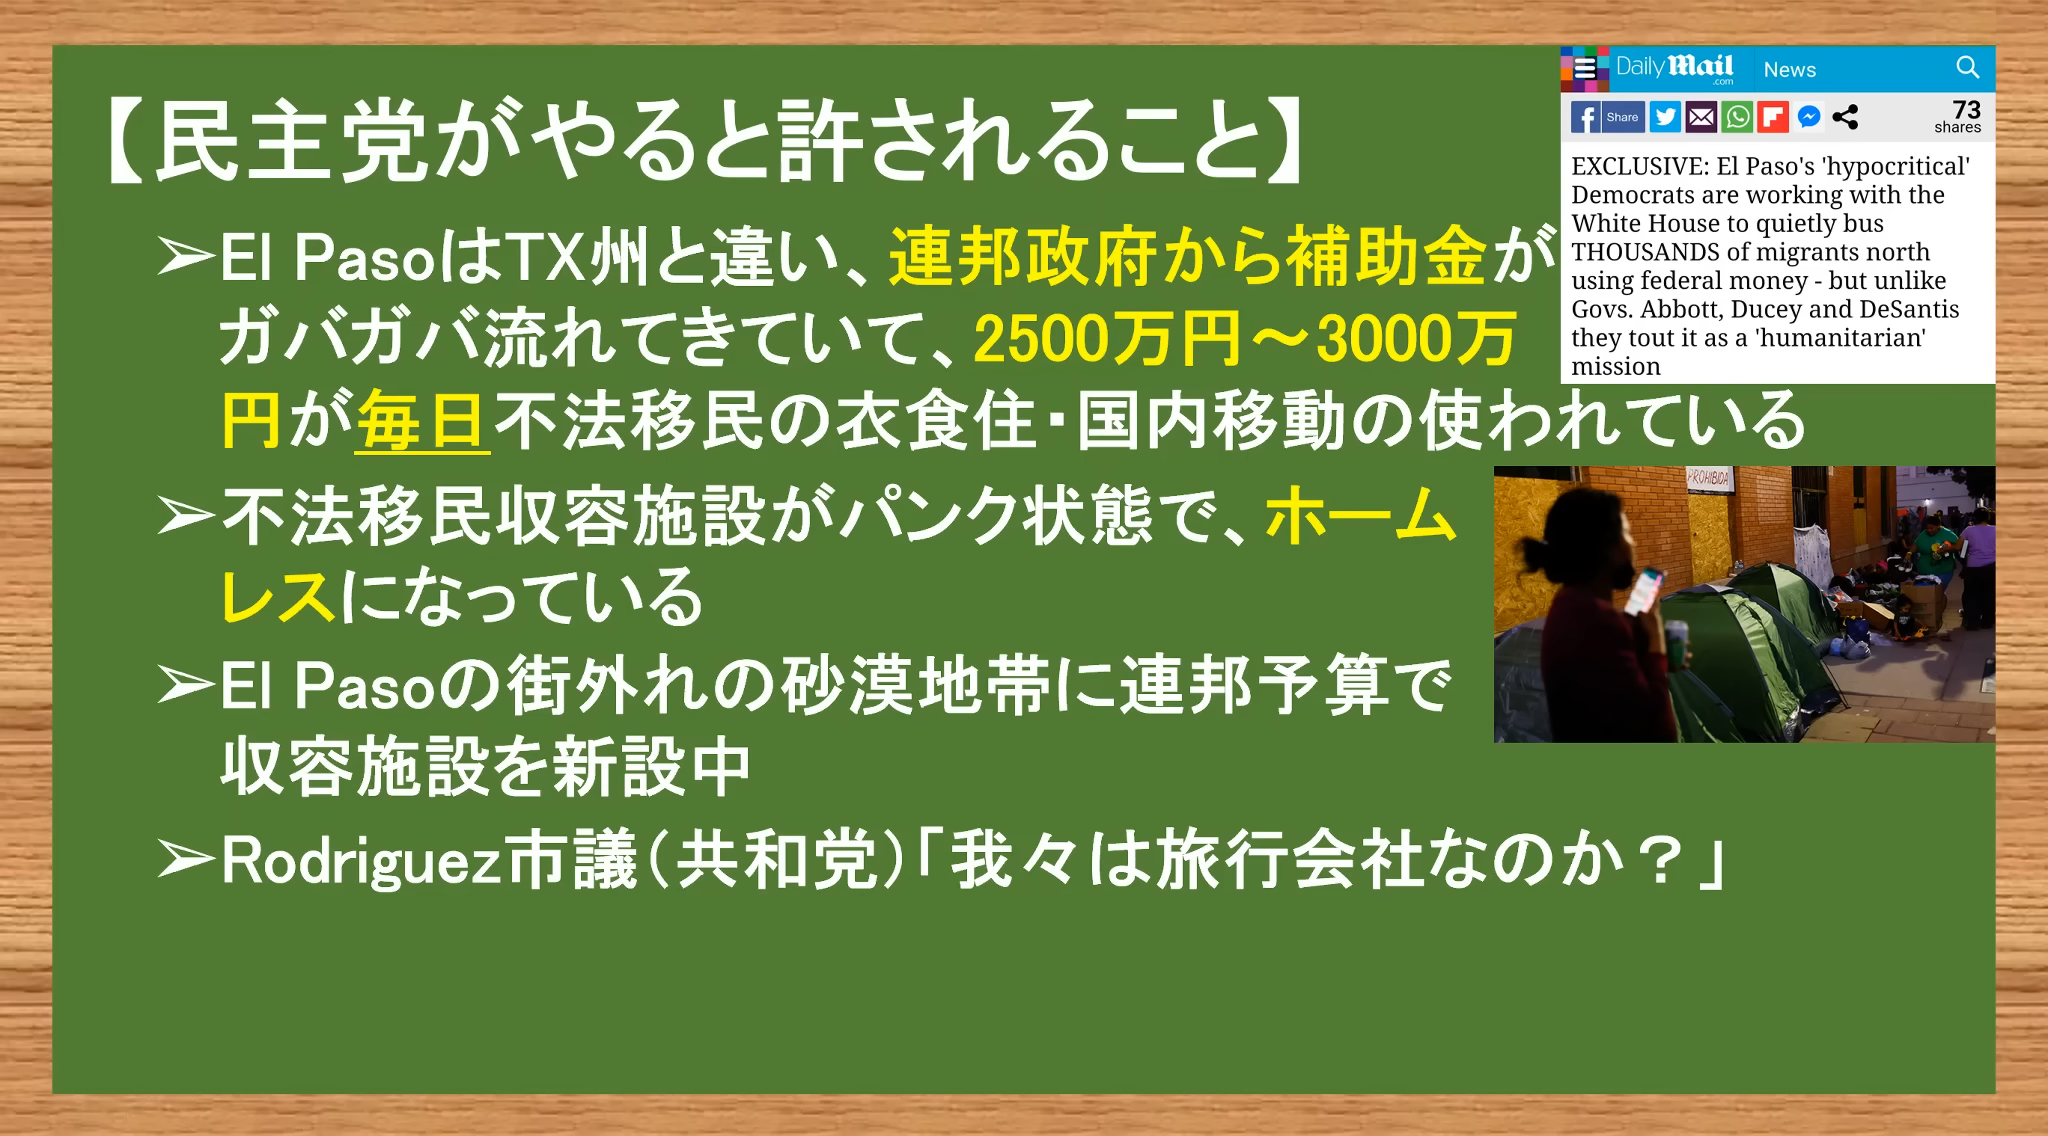 【民主党がやると許されること】
➢El PasoはTX州と違い、連邦政府から補助金が
ガバガバ流れてきていて、2500万円～3000万
円が毎日不法移民の衣食住・国内移動の使われている
➢不法移民収容施設がパンク状態で、ホーム
レスになっている
➢El Pasoの街外れの砂漠地帯に連邦予算で
収容施設を新設中
➢Rodriguez市議（共和党）「我々は旅行会社なのか？」
Daily Mail .com News
Share
73
shares
EXCLUSIVE: El Paso's 'hypocritical'
Democrats are working with the
White House to quietly bus
THOUSANDS of migrants north
using federal money - but unlike
Govs. Abbott, Ducey and DeSantis
they tout it as a 'humanitarian'
mission
PROHIBIDA